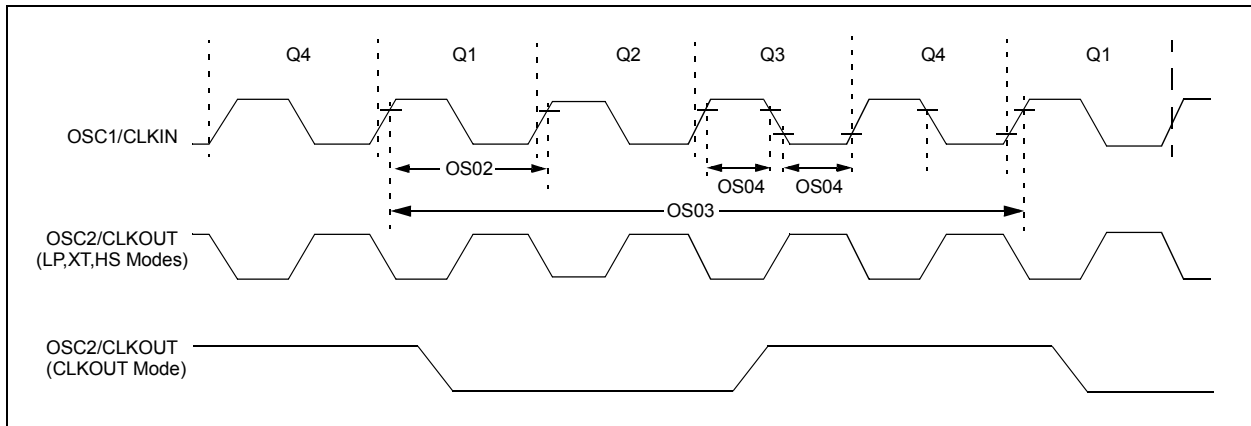 Q4 Q1 Q2 Q3 Q4 Q1
OSC1/CLKIN
OS02
OS04 OS04
OS03
OSC2/CLKOUT
(LP,XT,HS Modes)
OSC2/CLKOUT
(CLKOUT Mode)